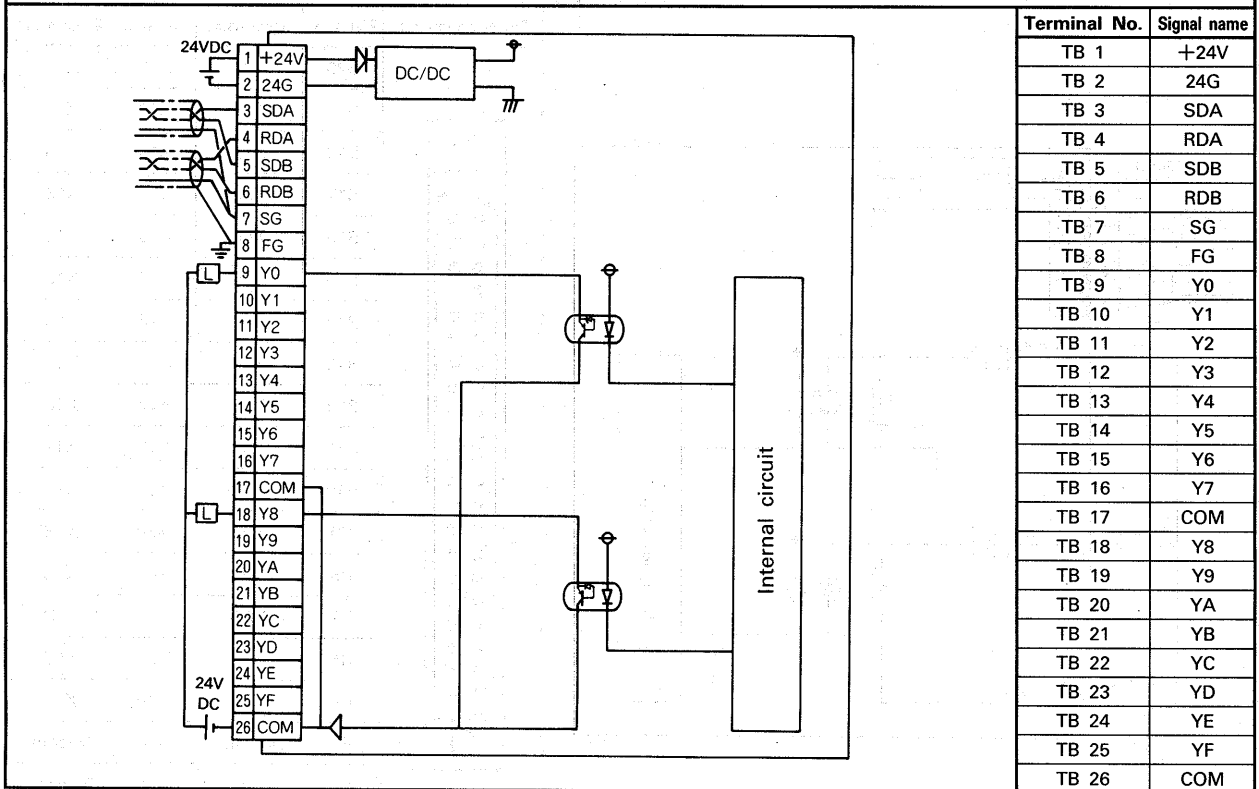 24VDC
1 +24V
2 24G
3 SDA
4 RDA
5 SDB
6 RDB
7 SG
8 FG
L 9 Y0
10 Y1
11 Y2
12 Y3
13 Y4
14 Y5
15 Y6
16 Y7
17 COM
L 18 Y8
19 Y9
20 YA
21 YB
22 YC
23 YD
24 YE
25 YF
26 COM
24V
DC
DC/DC
Internal circuit
Terminal No. Signal name
TB 1 +24V
TB 2 24G
TB 3 SDA
TB 4 RDA
TB 5 SDB
TB 6 RDB
TB 7 SG
TB 8 FG
TB 9 Y0
TB 10 Y1
TB 11 Y2
TB 12 Y3
TB 13 Y4
TB 14 Y5
TB 15 Y6
TB 16 Y7
TB 17 COM
TB 18 Y8
TB 19 Y9
TB 20 YA
TB 21 YB
TB 22 YC
TB 23 YD
TB 24 YE
TB 25 YF
TB 26 COM